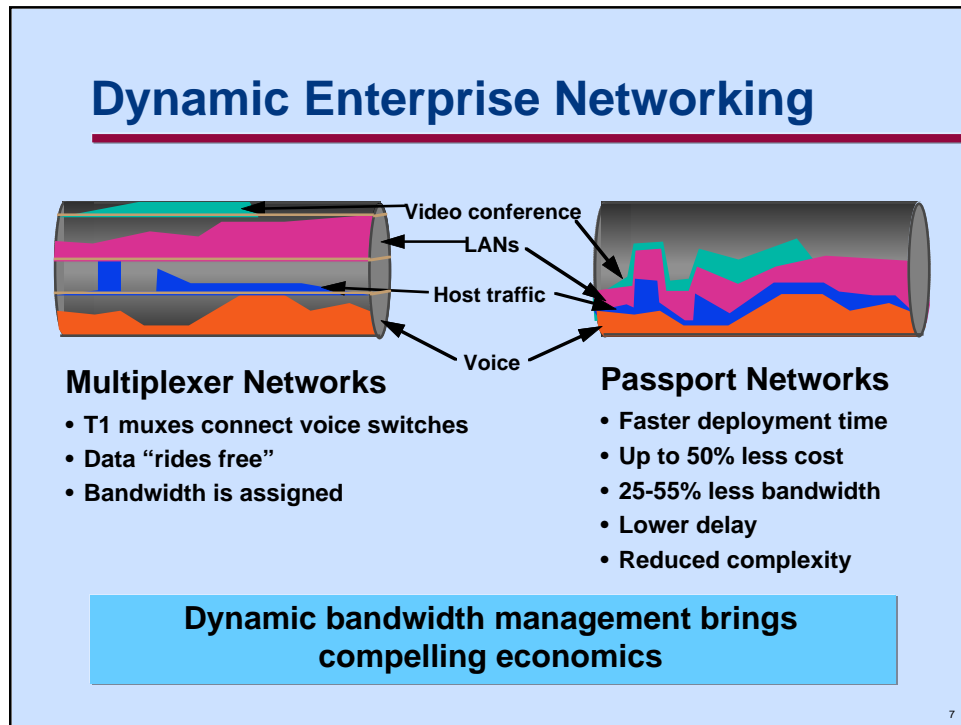 Dynamic Enterprise Networking
Video conference
LANs
Host traffic
Voice
Multiplexer Networks
• T1 muxes connect voice switches
• Data “rides free”
• Bandwidth is assigned
Passport Networks
• Faster deployment time
• Up to 50% less cost
• 25-55% less bandwidth
• Lower delay
• Reduced complexity
Dynamic bandwidth management brings
compelling economics
7